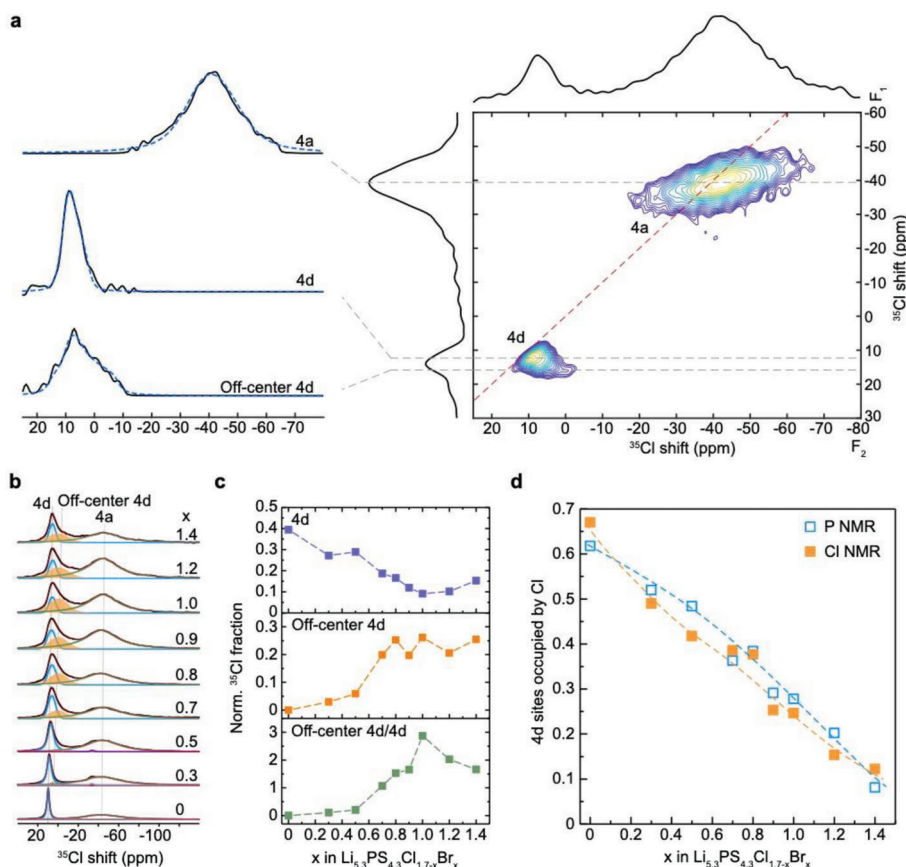 a
4a
4d
Off-center 4d
20 10 0 -10 -20 -30 -40 -50 -60 -70
F1
-60
-50
-40
-30
-20
-10
0
10
20
30
35Cl shift (ppm)
4a
4d
20 10 0 -10 -20 -30 -40 -50 -60 -70 -80
35Cl shift (ppm)
F2
b
4d Off-center 4d
4a
x
1.4
1.2
1.0
0.9
0.8
0.7
0.5
0.3
0
20 -20 -60 -100
35Cl shift (ppm)
c
Norm. 35Cl fraction
0.5
0.4
0.3
0.2
0.1
0
4d
0.3
0.2
0.1
0
Off-center 4d
3
2
1
0
Off-center 4d/4d
0.0 0.2 0.4 0.6 0.8 1.0 1.2 1.4
x in Li5.3PS4.3Cl1.7-xBrx
d
4d sites occupied by Cl
0.7
0.6
0.5
0.4
0.3
0.2
0.1
0.0
P NMR
Cl NMR
0.0 0.2 0.4 0.6 0.8 1.0 1.2 1.4
x in Li5.3PS4.3Cl1.7-xBrx